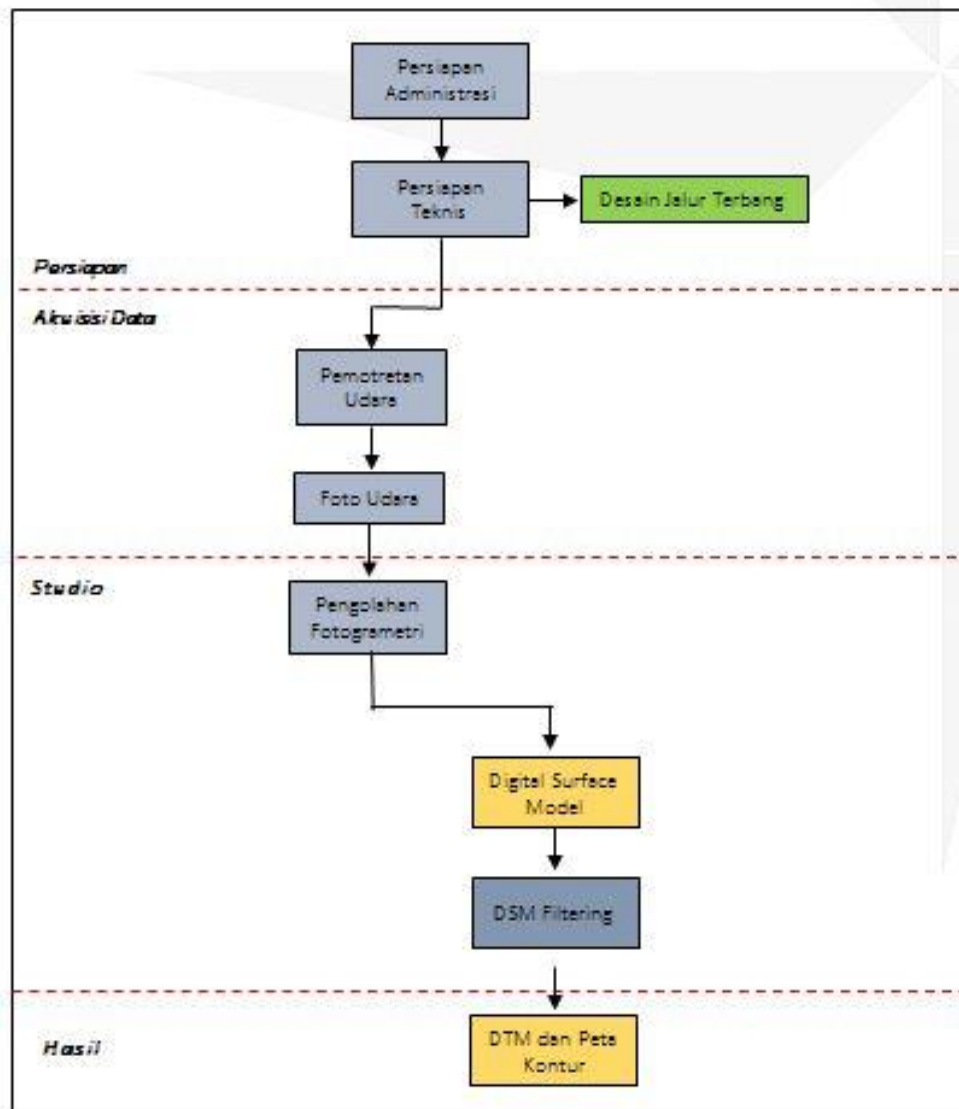 Persiapan
Administrasi
Persiapan
Teknis
Desain Jalur Terbang
Persiapan
Akuisisi Data
Pemotretan
Udara
Foto Udara
Studio
Pengolahan
Fotogrametri
Digital Surface
Model
DSM Filtering
Hasil
DTM dan Peta
Kontur